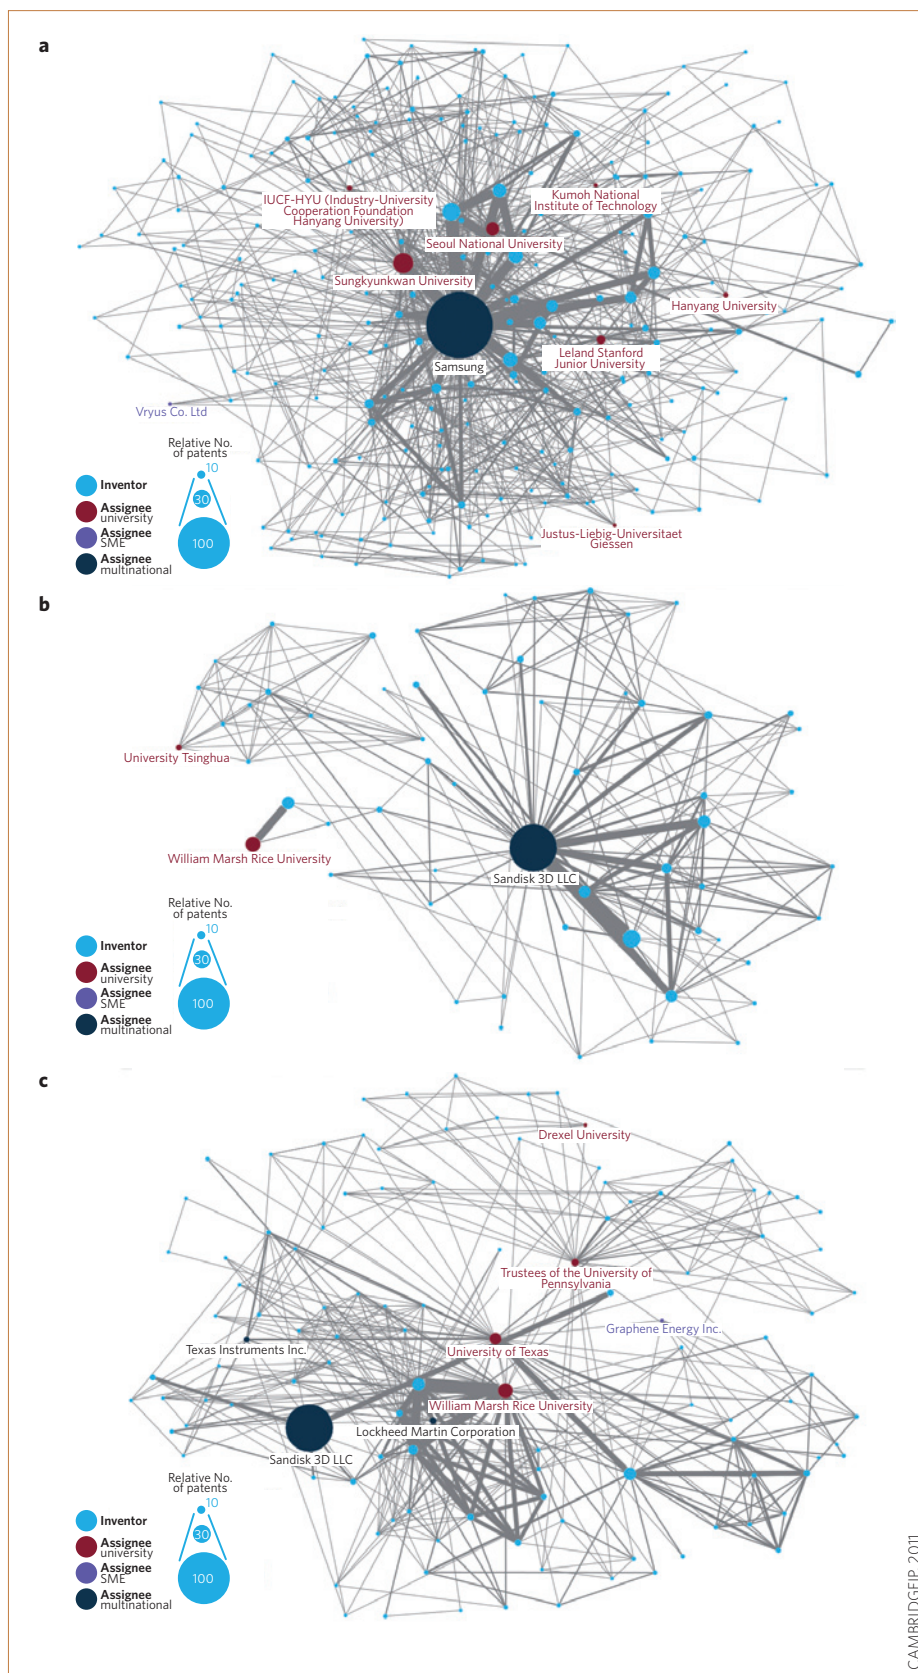 a
IUCF-HYU (Industry-University
Cooperation Foundation
Hanyang University)
Kumoh National
Institute of Technology
Seoul National University
Sungkyunkwan University
Hanyang University
Leland Stanford
Junior University
Samsung
Vryus Co. Ltd
Justus-Liebig-Universitaet
Giessen
Relative No.
of patents
10
30
100
Inventor
Assignee
university
Assignee
SME
Assignee
multinational
b
University Tsinghua
William Marsh Rice University
Sandisk 3D LLC
Relative No.
of patents
10
30
100
Inventor
Assignee
university
Assignee
SME
Assignee
multinational
c
Drexel University
Trustees of the University of
Pennsylvania
Graphene Energy Inc.
Texas Instruments Inc.
University of Texas
William Marsh Rice University
Lockheed Martin Corporation
Sandisk 3D LLC
Relative No.
of patents
10
30
100
Inventor
Assignee
university
Assignee
SME
Assignee
multinational
CAMBRIDGEIP 2011